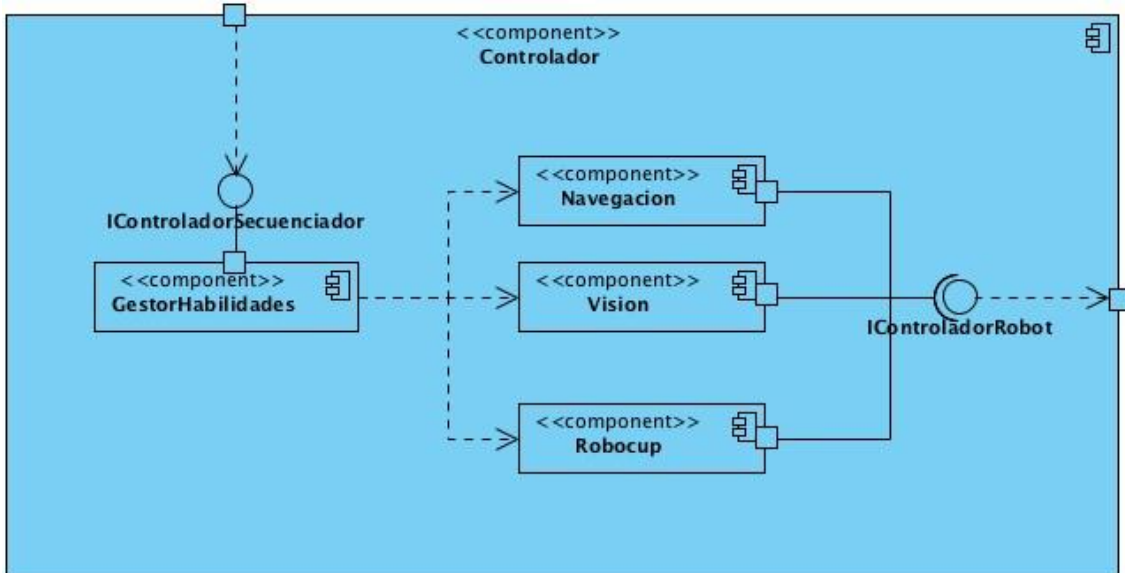 <<component>>
Controlador
<<component>>
Navegacion
IControladorSecuenciador
<<component>>
GestorHabilidades
<<component>>
Vision
IControladorRobot
<<component>>
Robocup